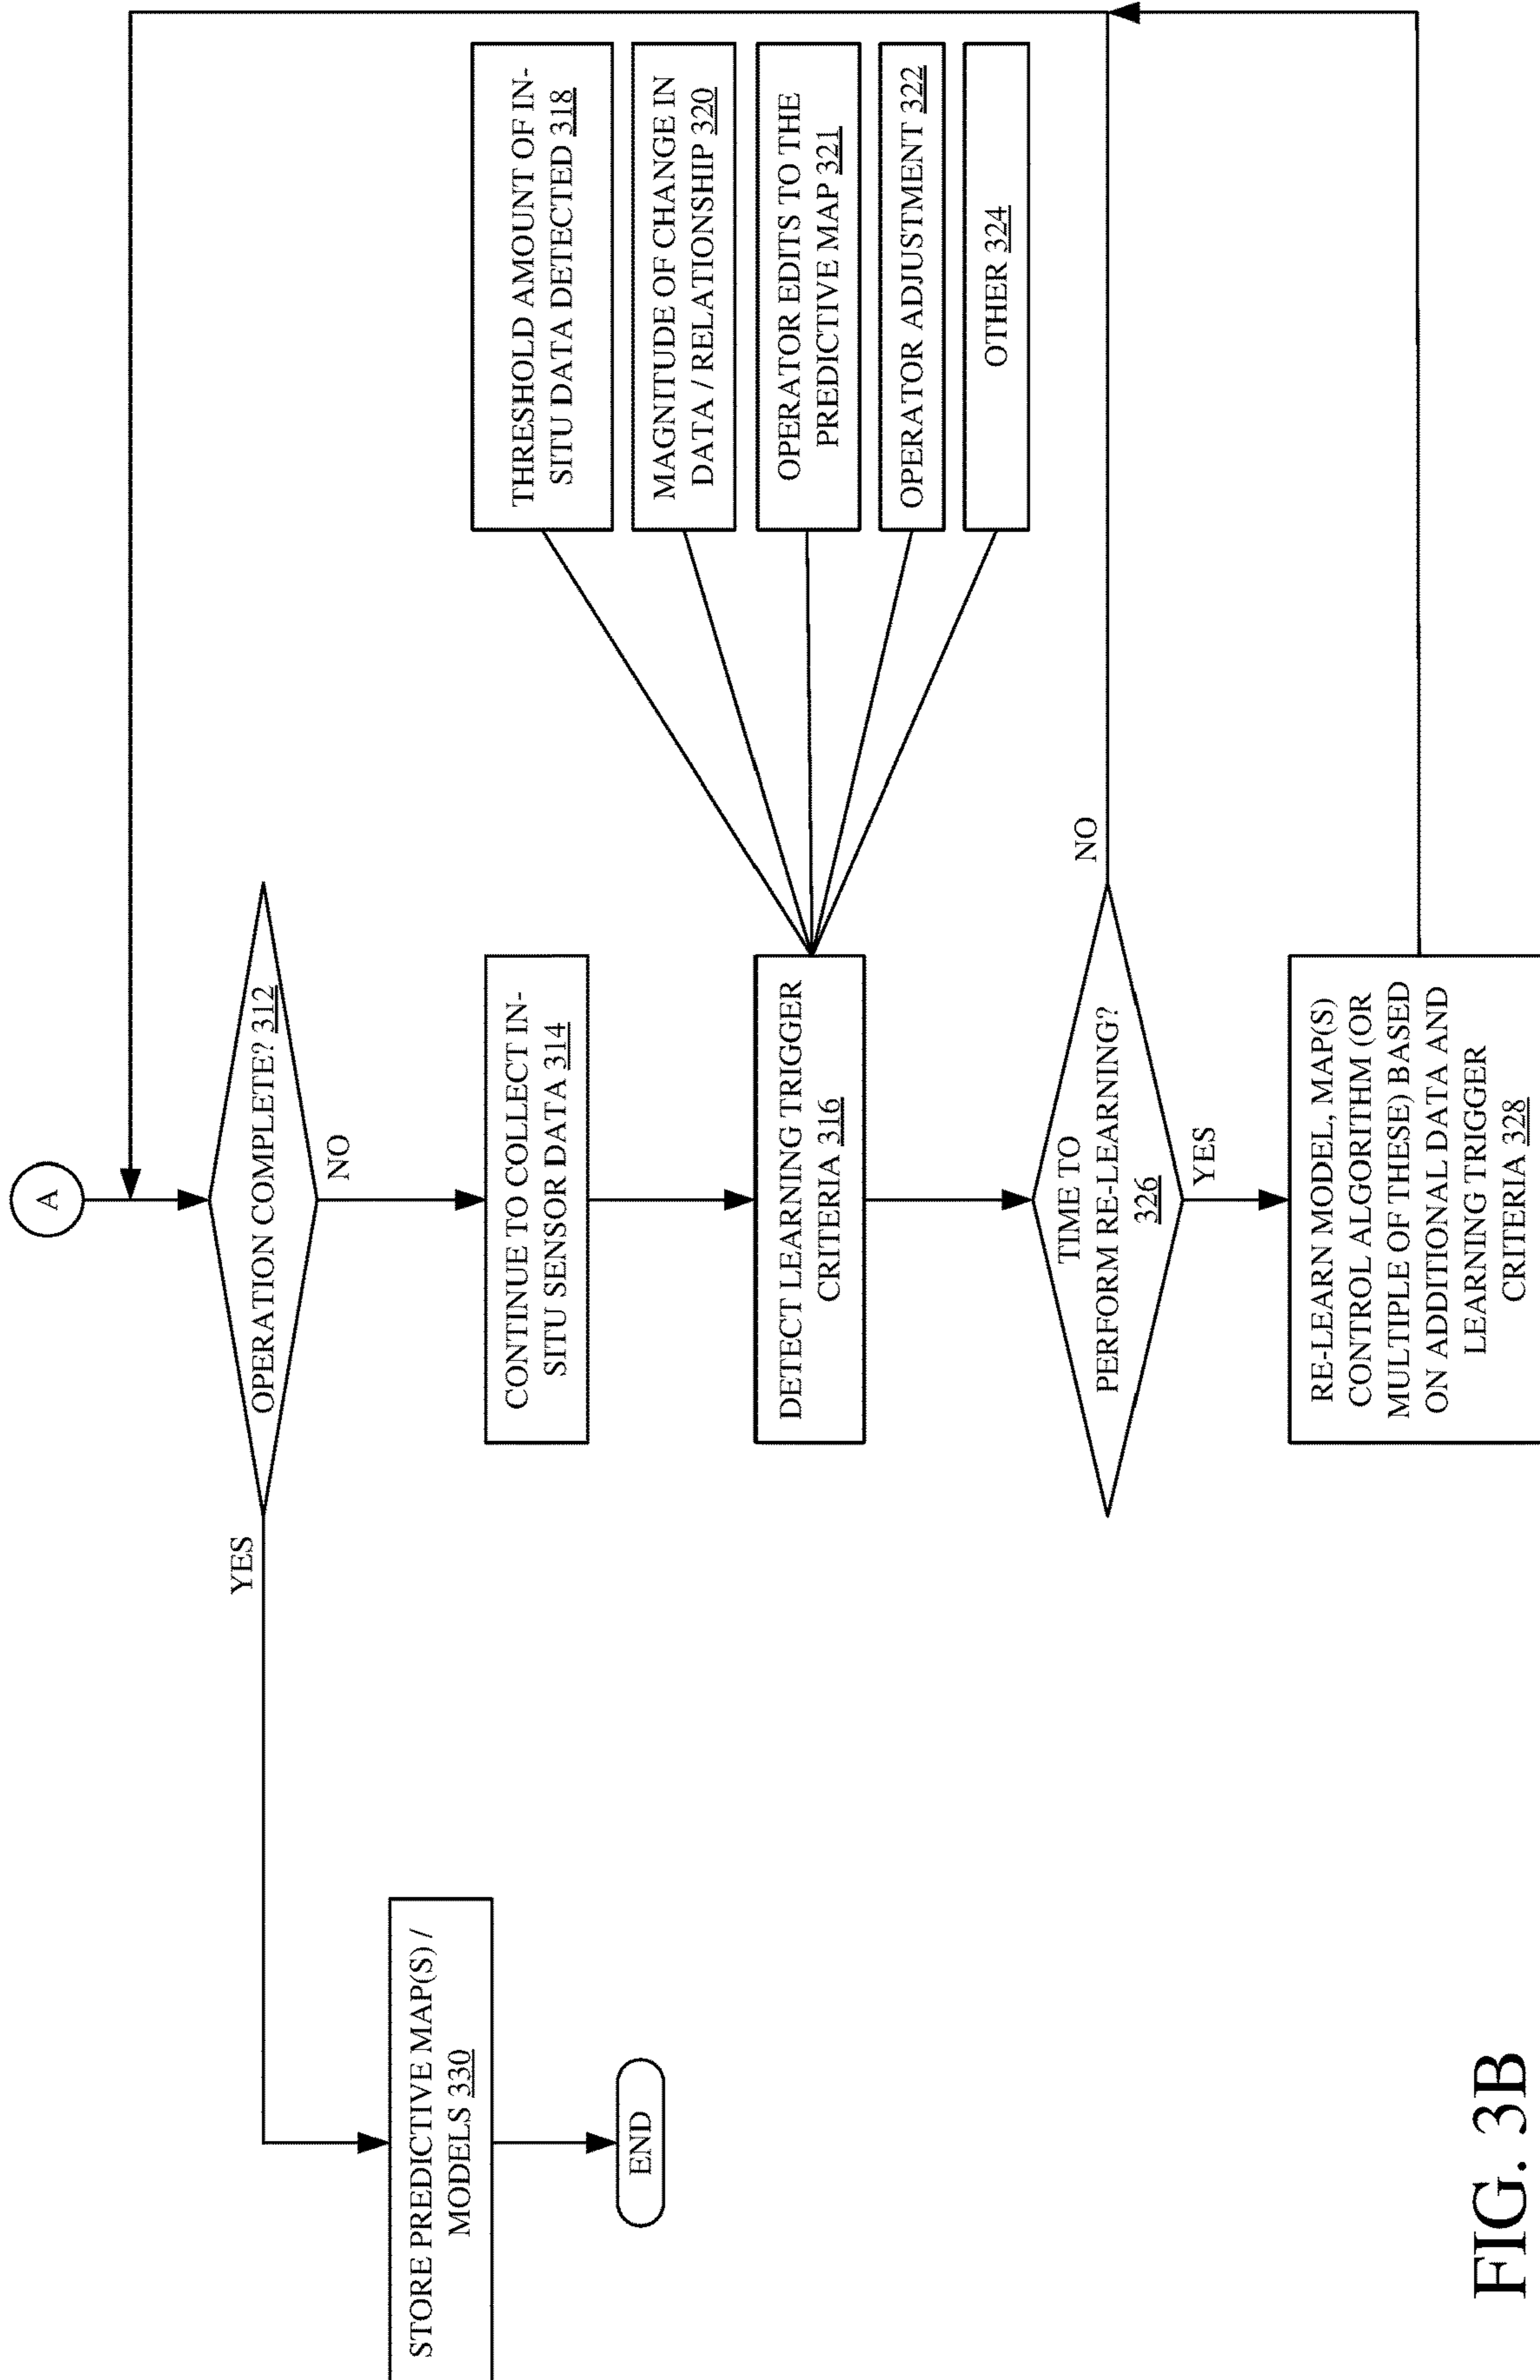 A
OPERATION COMPLETE? 312
YES
NO
STORE PREDICTIVE MAP(S) /
MODELS 330
END
CONTINUE TO COLLECT IN-
SITU SENSOR DATA 314
DETECT LEARNING TRIGGER
CRITERIA 316
THRESHOLD AMOUNT OF IN-
SITU DATA DETECTED 318
MAGNITUDE OF CHANGE IN
DATA / RELATIONSHIP 320
OPERATOR EDITS TO THE
PREDICTIVE MAP 321
OPERATOR ADJUSTMENT 322
OTHER 324
TIME TO
PERFORM RE-LEARNING?
326
NO
YES
RE-LEARN MODEL, MAP(S)
CONTROL ALGORITHM (OR
MULTIPLE OF THESE) BASED
ON ADDITIONAL DATA AND
LEARNING TRIGGER
CRITERIA 328
FIG. 3B